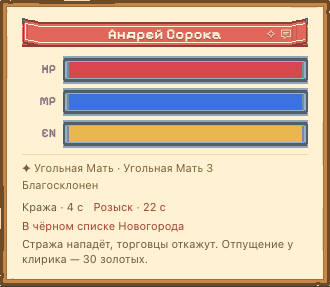 Андрей Сорока
HP
MP
EN
✦ Угольная Мать · Угольная Мать 3
Благосклонен
Кража · 4 с Розыск · 22 с
В чёрном списке Новогорода
Стража нападёт, торговцы откажут. Отпущение у
клирика — 30 золотых.